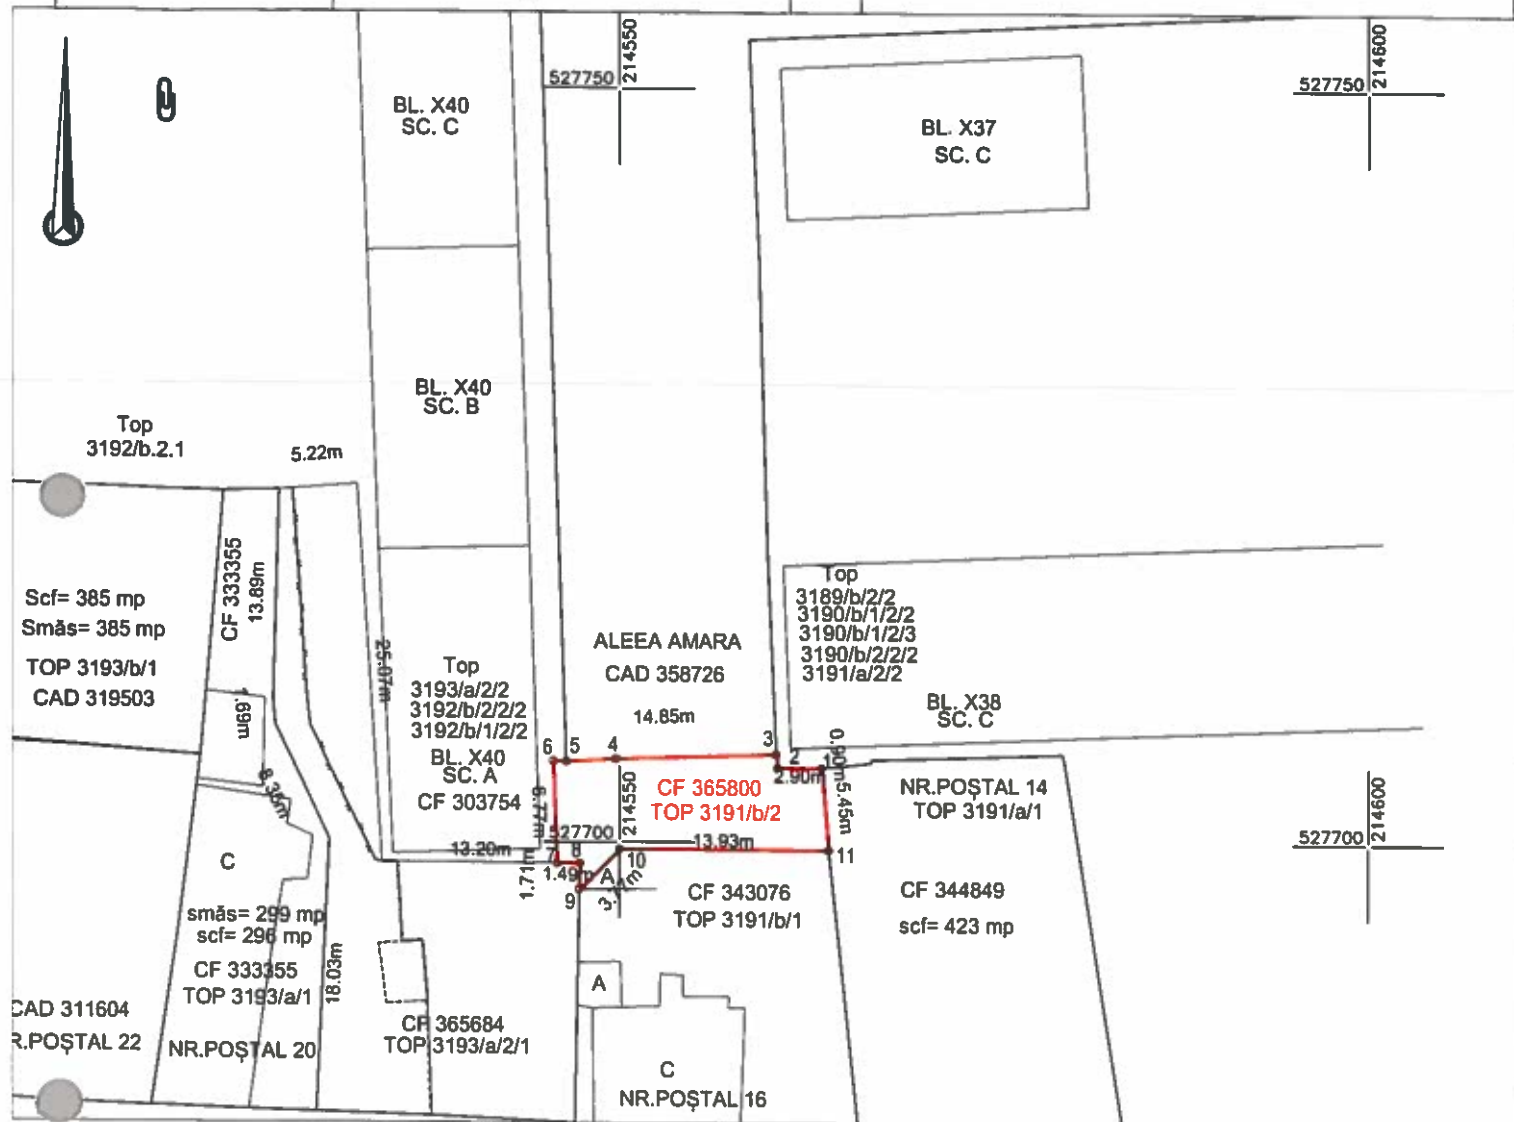 527750
214550
527750
214600
BL. X40
SC. C
BL. X37
SC. C
BL. X40
SC. B
Top
3192/b.2.1
5.22m
CF 333355
13.89m
Scf= 385 mp
Smăs= 385 mp
TOP 3193/b/1
CAD 319503
1.69m
25.07m
Top
3193/a/2/2
3192/b/2/2/2
3192/b/1/2/2
BL. X40
SC. A
CF 303754
ALEEA AMARA
CAD 358726
14.85m
Top
3189/b/2/2
3190/b/1/2/2
3190/b/1/2/3
3190/b/2/2/2
3191/a/2/2
BL. X38
SC. C
6
5
4
3
2
1
0.90m
2.90m
5.45m
CF 365800
TOP 3191/b/2
6.77m
527700
214550
13.93m
NR.POȘTAL 14
TOP 3191/a/1
527700
214600
8.36m
13.20m
7
8
1.71m
1.49m
A
10
11
9
C
CF 343076
TOP 3191/b/1
CF 344849
scf= 423 mp
smăs= 299 mp
scf= 296 mp
CF 333355
TOP 3193/a/1
18.03m
A
CAD 311604
R.POȘTAL 22
NR.POȘTAL 20
CF 365684
TOP 3193/a/2/1
C
NR.POȘTAL 16